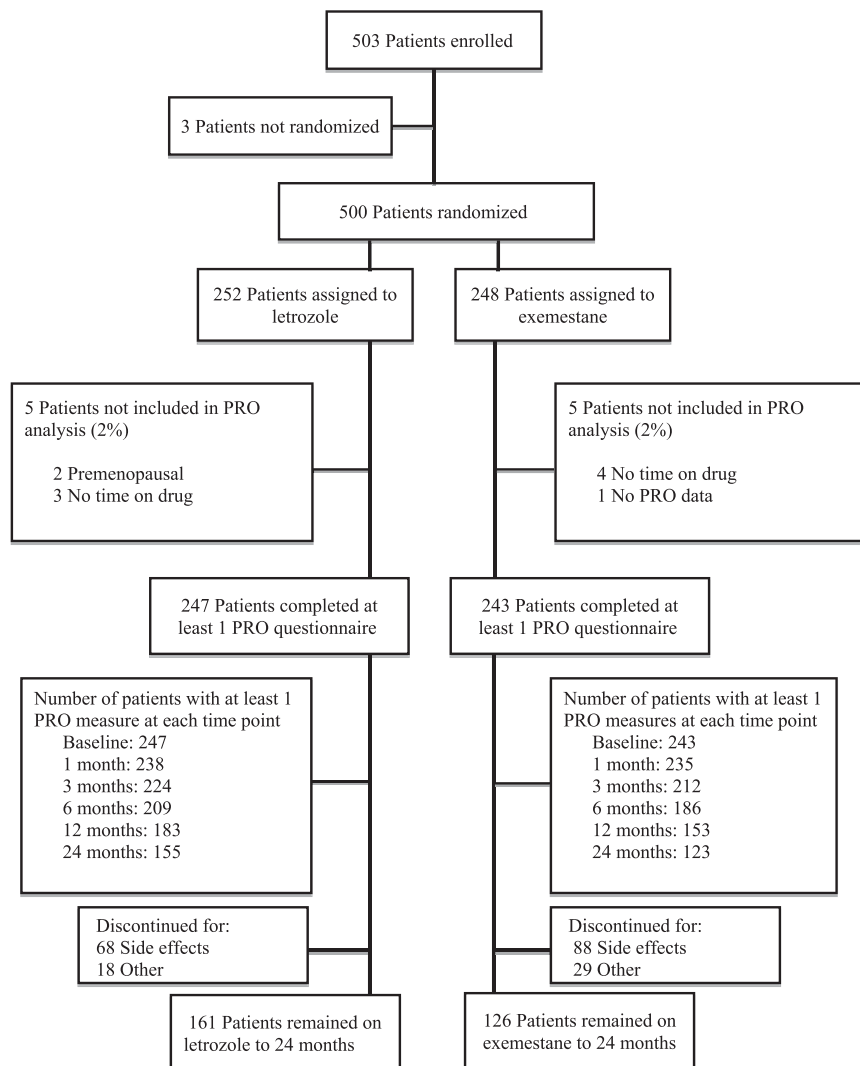 503 Patients enrolled
3 Patients not randomized
500 Patients randomized
252 Patients assigned to
letrozole
248 Patients assigned to
exemestane
5 Patients not included in PRO
analysis (2%)
2 Premenopausal
3 No time on drug
5 Patients not included in PRO
analysis (2%)
4 No time on drug
1 No PRO data
247 Patients completed at
least 1 PRO questionnaire
243 Patients completed at
least 1 PRO questionnaire
Number of patients with at least 1
PRO measure at each time point
Baseline: 247
1 month: 238
3 months: 224
6 months: 209
12 months: 183
24 months: 155
Number of patients with at least 1
PRO measures at each time point
Baseline: 243
1 month: 235
3 months: 212
6 months: 186
12 months: 153
24 months: 123
Discontinued for:
68 Side effects
18 Other
Discontinued for:
88 Side effects
29 Other
161 Patients remained on
letrozole to 24 months
126 Patients remained on
exemestane to 24 months